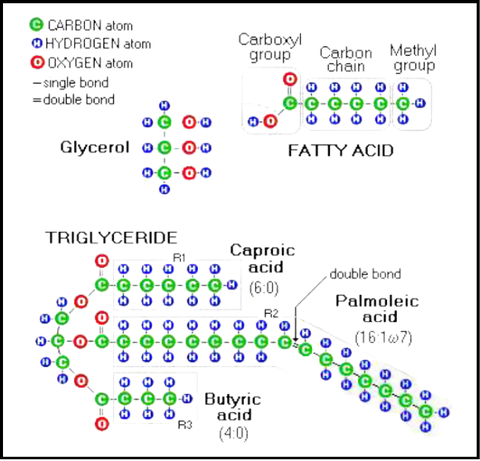 C CARBON atom
H HYDROGEN atom
O OXYGEN atom
– single bond
= double bond
Carboxyl group
Carbon chain
Methyl group
O
H H H H H
C C C C C C H
H O
H H H H H
FATTY ACID
Glycerol
H
H C O H
H C O H
H C O H
H
TRIGLYCERIDE
Caproic acid
(6:0)
R1
O
H H H H H
C C C C C C H
O
H H H H H
H
C
H
double bond
Palmoleic acid
(16:1ω7)
R2
O
H H H H H H H H
H C O C C C C C C C C C C
H H H H H H H
H H H H H H H
C C C C C C C H
H H H H H H H
H
C
H
O
H H H
C C C C H
H H H
O
R3
Butyric acid
(4:0)